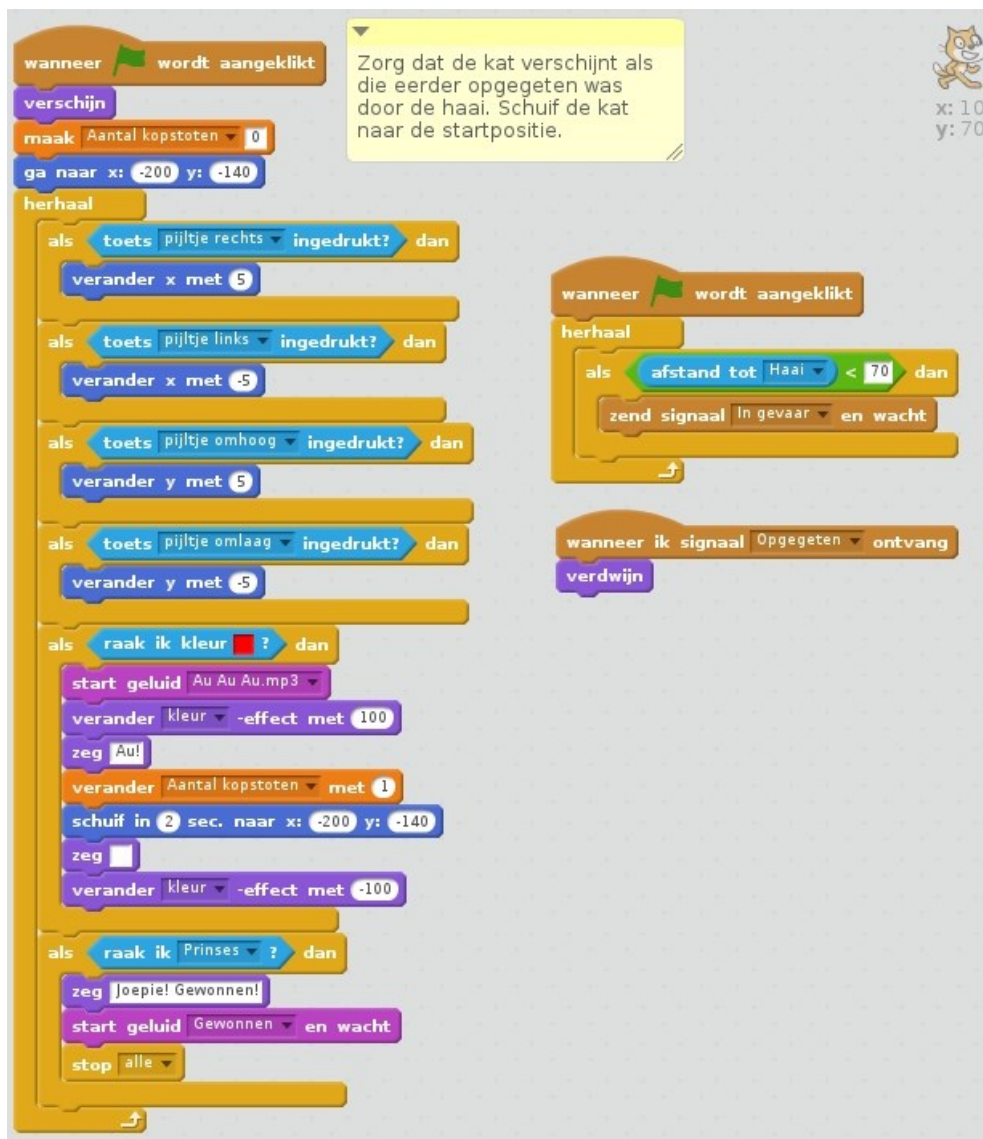 wanneer wordt aangeklikt
verschijn
maak Aantal kopstoten 0
ga naar x: -200 y: -140
herhaal
als toets pijltje rechts ingedrukt? dan
verander x met 5
als toets pijltje links ingedrukt? dan
verander x met -5
als toets pijltje omhoog ingedrukt? dan
verander y met 5
als toets pijltje omlaag ingedrukt? dan
verander y met -5
als raak ik kleur ? dan
start geluid Au Au Au.mp3
verander kleur -effect met 100
zeg Au!
verander Aantal kopstoten met 1
schuif in 2 sec. naar x: -200 y: -140
zeg
verander kleur -effect met -100
als raak ik Prinses ? dan
zeg Joepie! Gewonnen!
start geluid Gewonnen en wacht
stop alle
Zorg dat de kat verschijnt als
die eerder opgegeten was
door de haai. Schuif de kat
naar de startpositie.
x: 10
y: 70
wanneer wordt aangeklikt
herhaal
als afstand tot Haai < 70 dan
zend signaal In gevaar en wacht
wanneer ik signaal Opgegeten ontvang
verdwijn